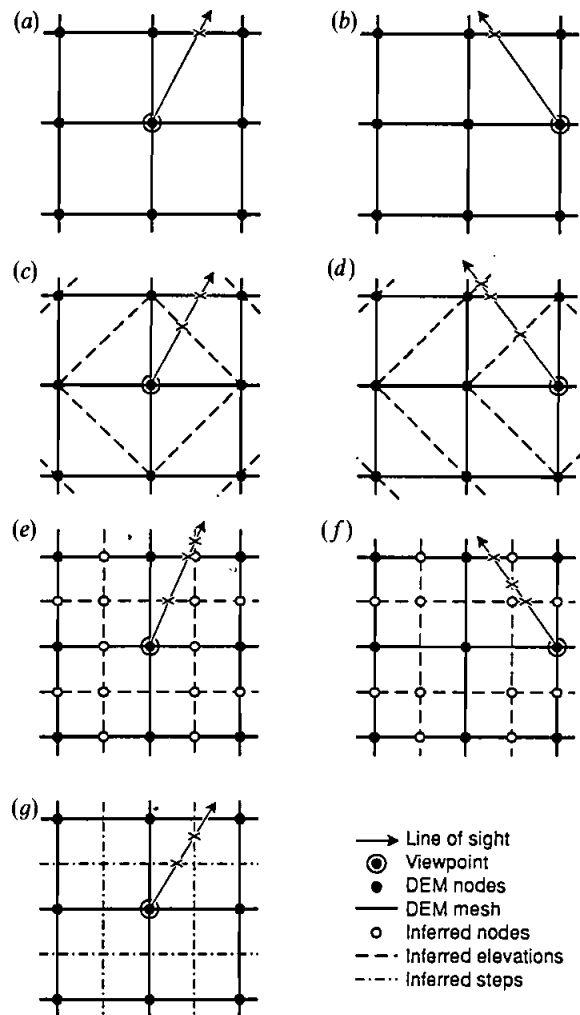 (a)
(b)
(c)
(d)
(e)
(f)
(g)
Line of sight
Viewpoint
DEM nodes
DEM mesh
Inferred nodes
Inferred elevations
Inferred steps